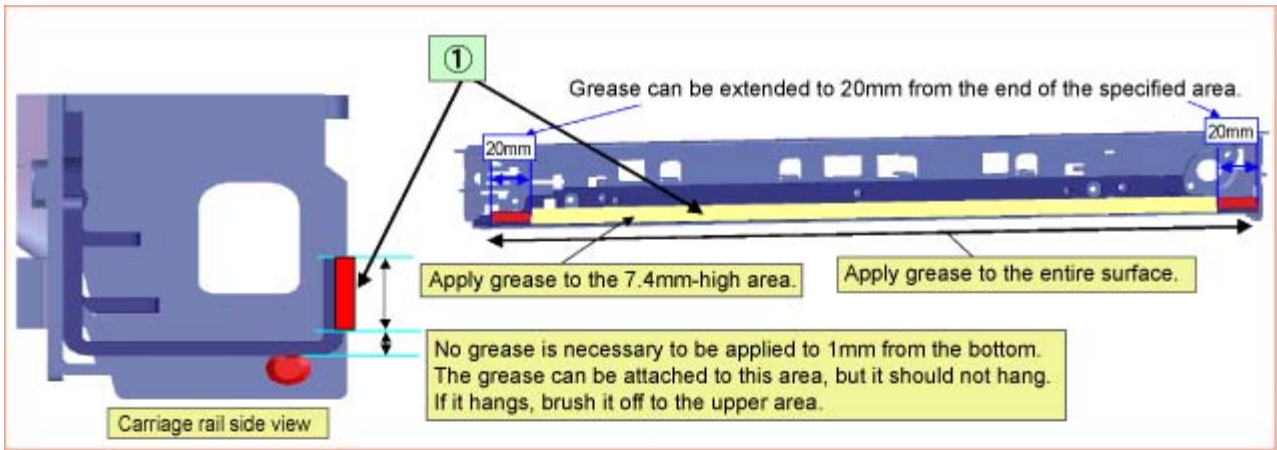 ①
Grease can be extended to 20mm from the end of the specified area.
20mm
20mm
Apply grease to the 7.4mm-high area.
Apply grease to the entire surface.
No grease is necessary to be applied to 1mm from the bottom.
The grease can be attached to this area, but it should not hang.
If it hangs, brush it off to the upper area.
Carriage rail side view